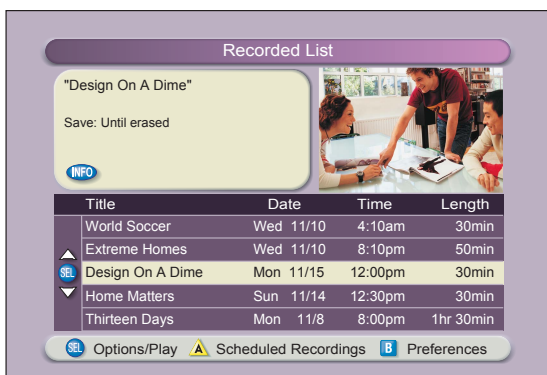 Recorded List
"Design On A Dime"
Save: Until erased
INFO
Title Date Time Length
World Soccer Wed 11/10 4:10am 30min
Extreme Homes Wed 11/10 8:10pm 50min
SEL Design On A Dime Mon 11/15 12:00pm 30min
Home Matters Sun 11/14 12:30pm 30min
Thirteen Days Mon 11/8 8:00pm 1hr 30min
SEL Options/Play A Scheduled Recordings B Preferences